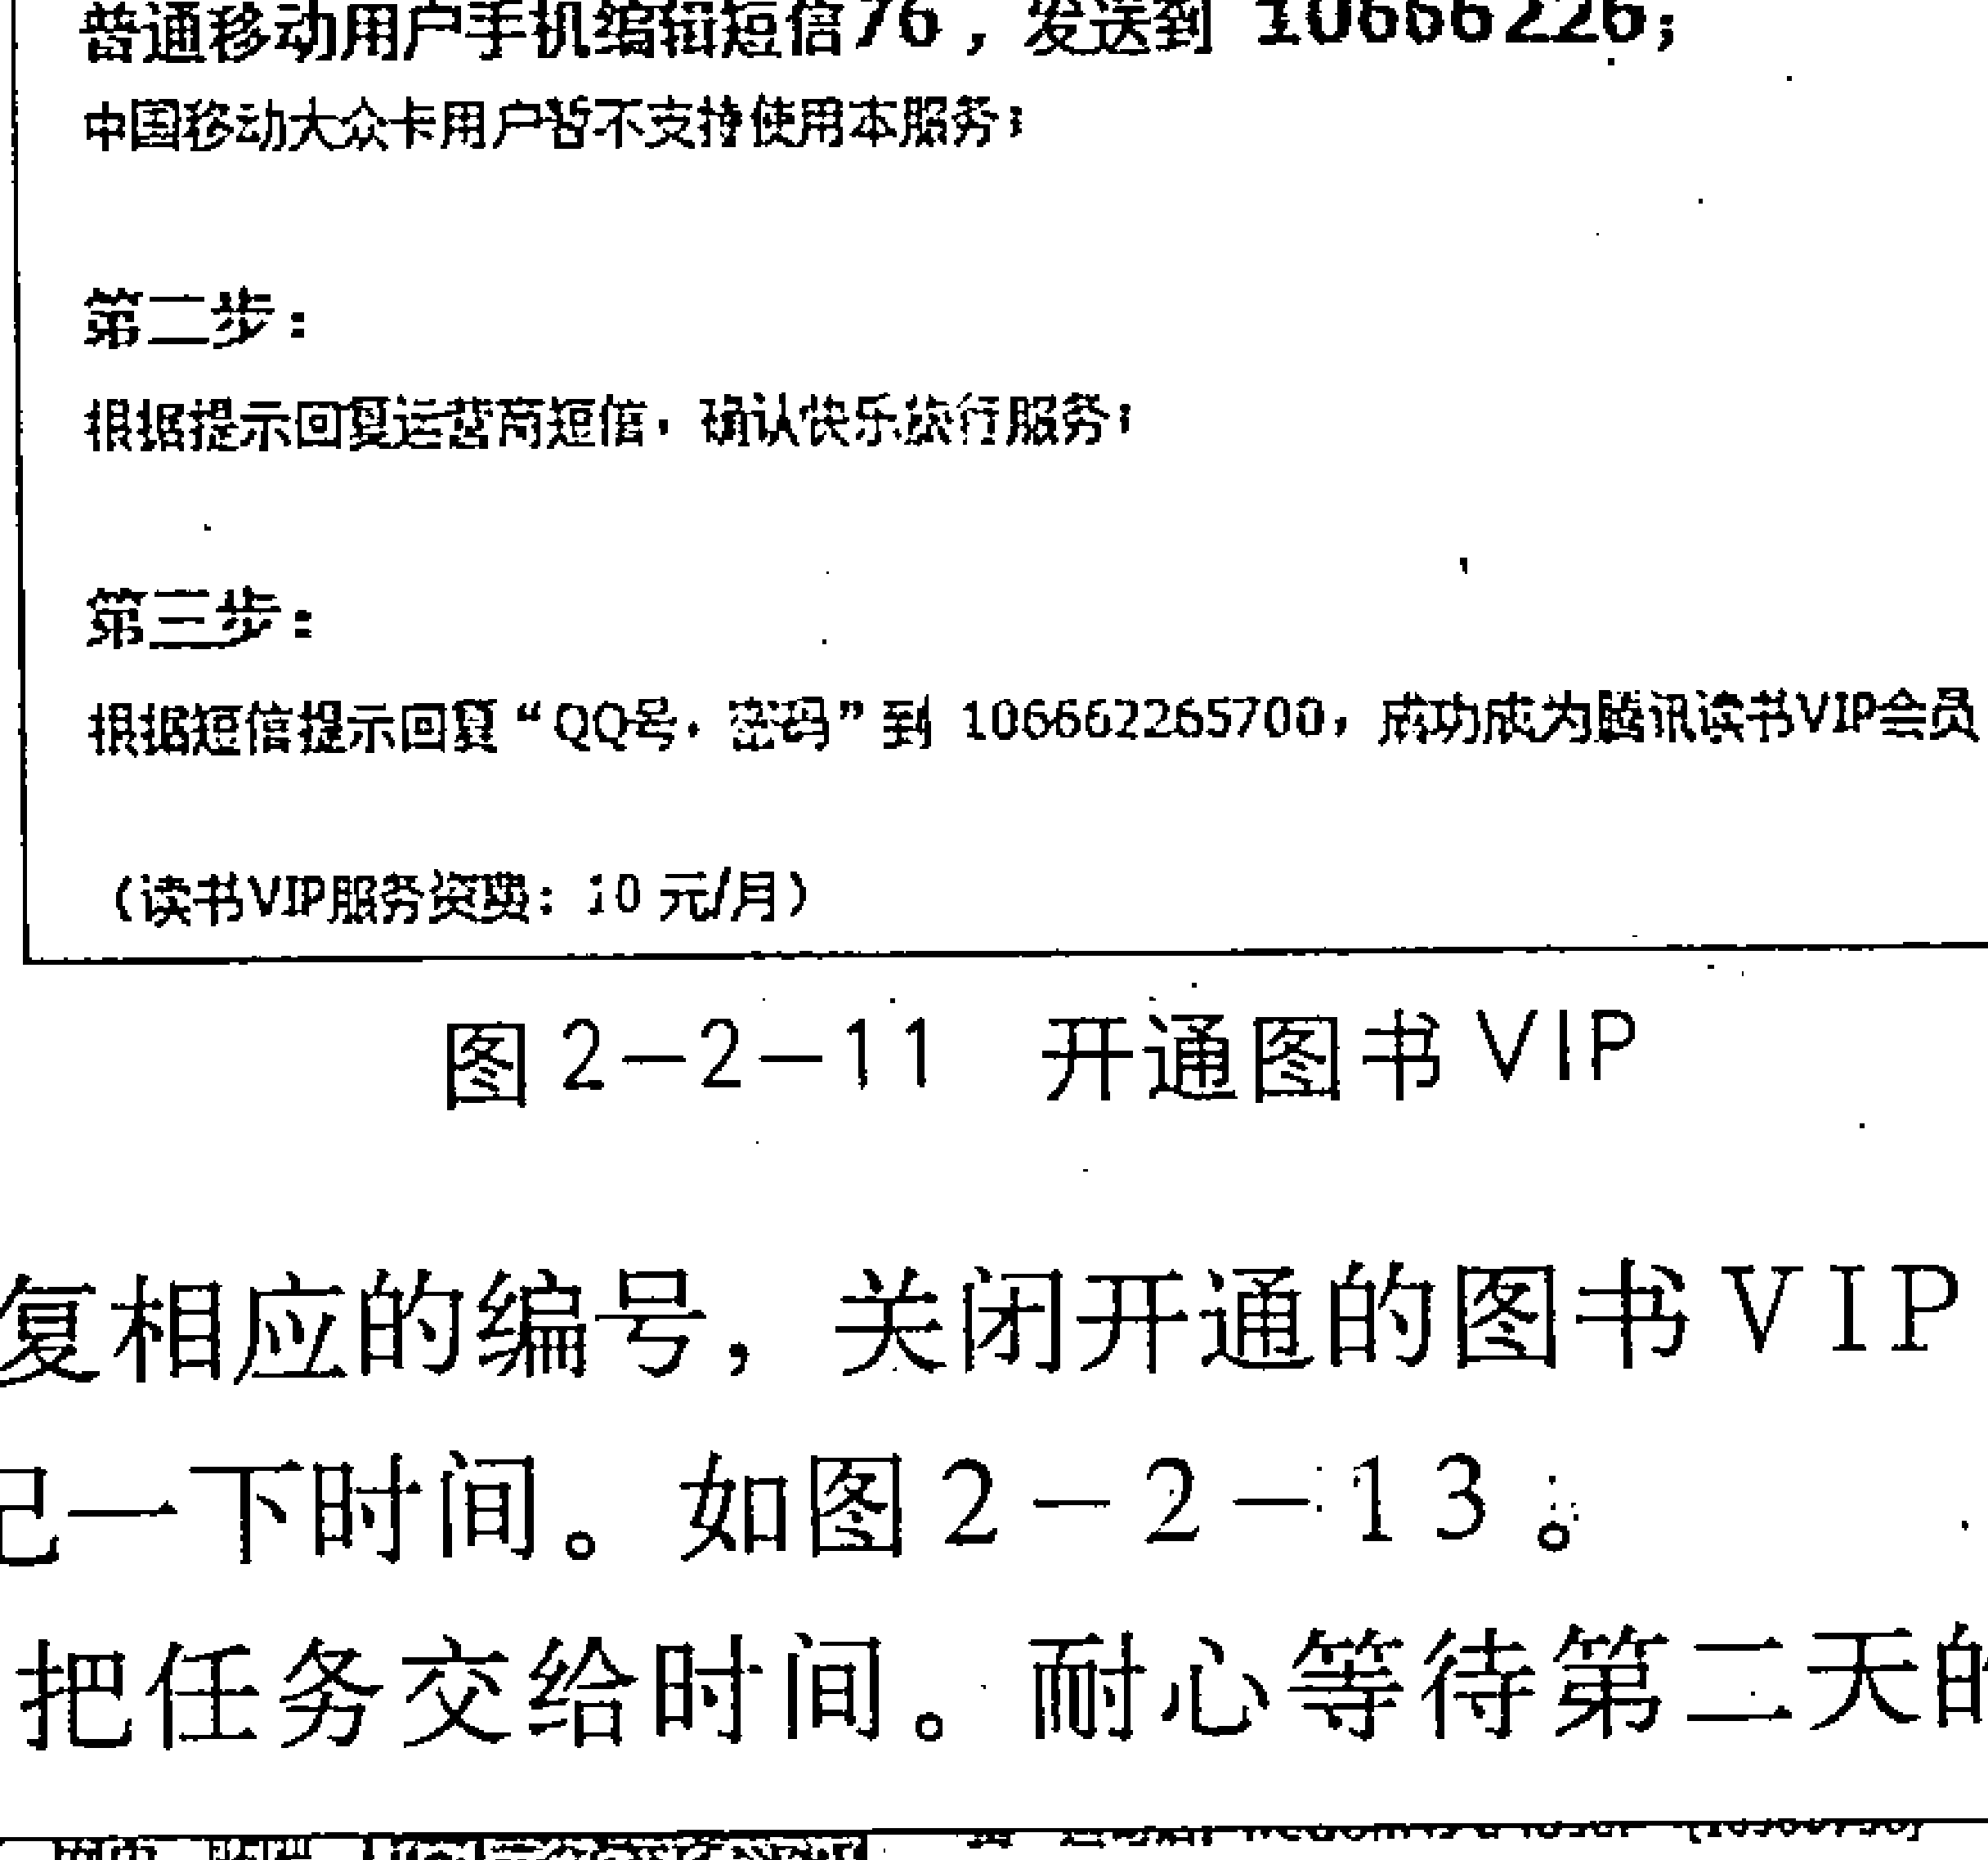 普通移动用户手机编辑短信76，发送到 10666226；
中国移动大众卡用户暂不支持使用本服务；
第二步：
根据提示回复运营商短信，确认快乐旅行服务；
第三步：
根据短信提示回复“QQ号，密码”到 106662265700，成功成为腾讯读书VIP会员
（读书VIP服务资费：10 元/月）
图 2－2－11 开通图书 VIP
复相应的编号，关闭开通的图书 VIP
记一下时间。如图 2－2－13。
把任务交给时间。耐心等待第二天的